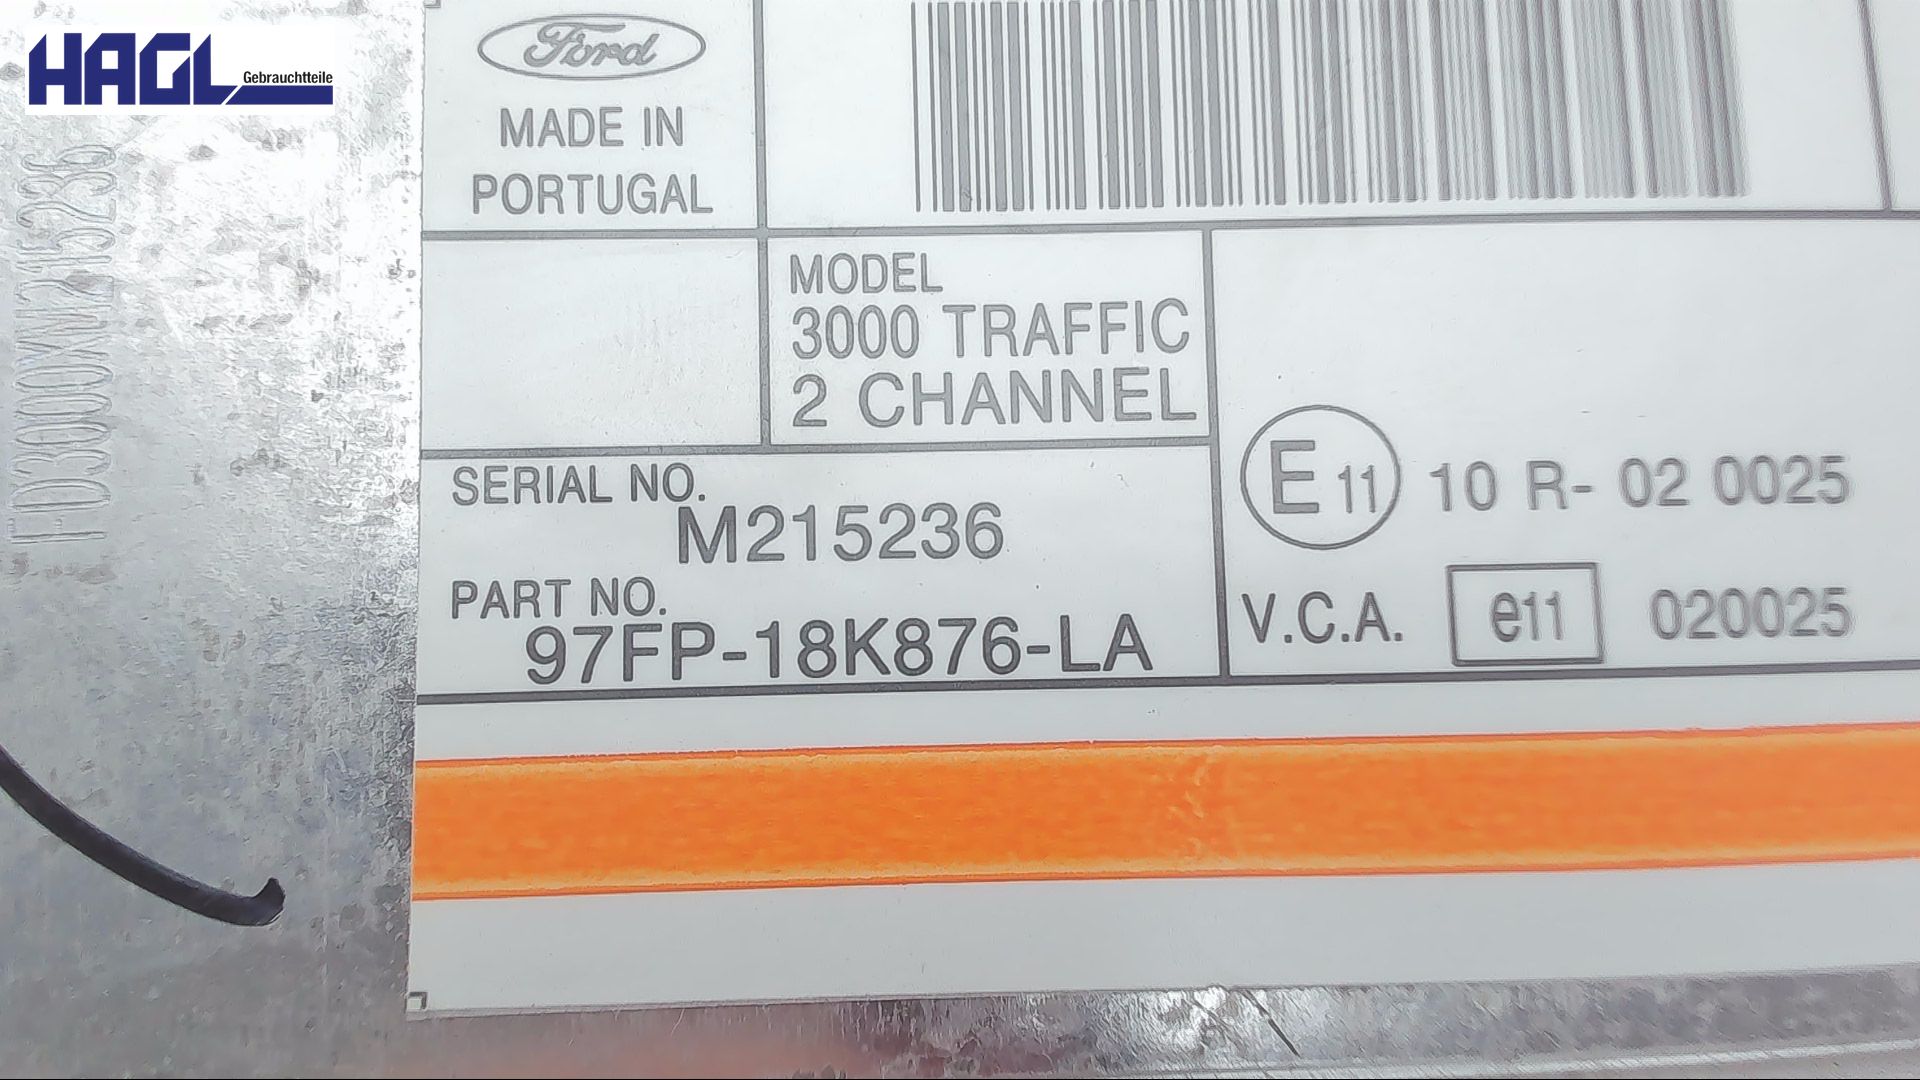 HAGL Gebrauchtteile
Ford
MADE IN
PORTUGAL
MODEL
3000 TRAFFIC
2 CHANNEL
SERIAL NO.
M215236
PART NO.
97FP-18K876-LA
E 11 10 R- 02 0025
V.C.A. e11 020025